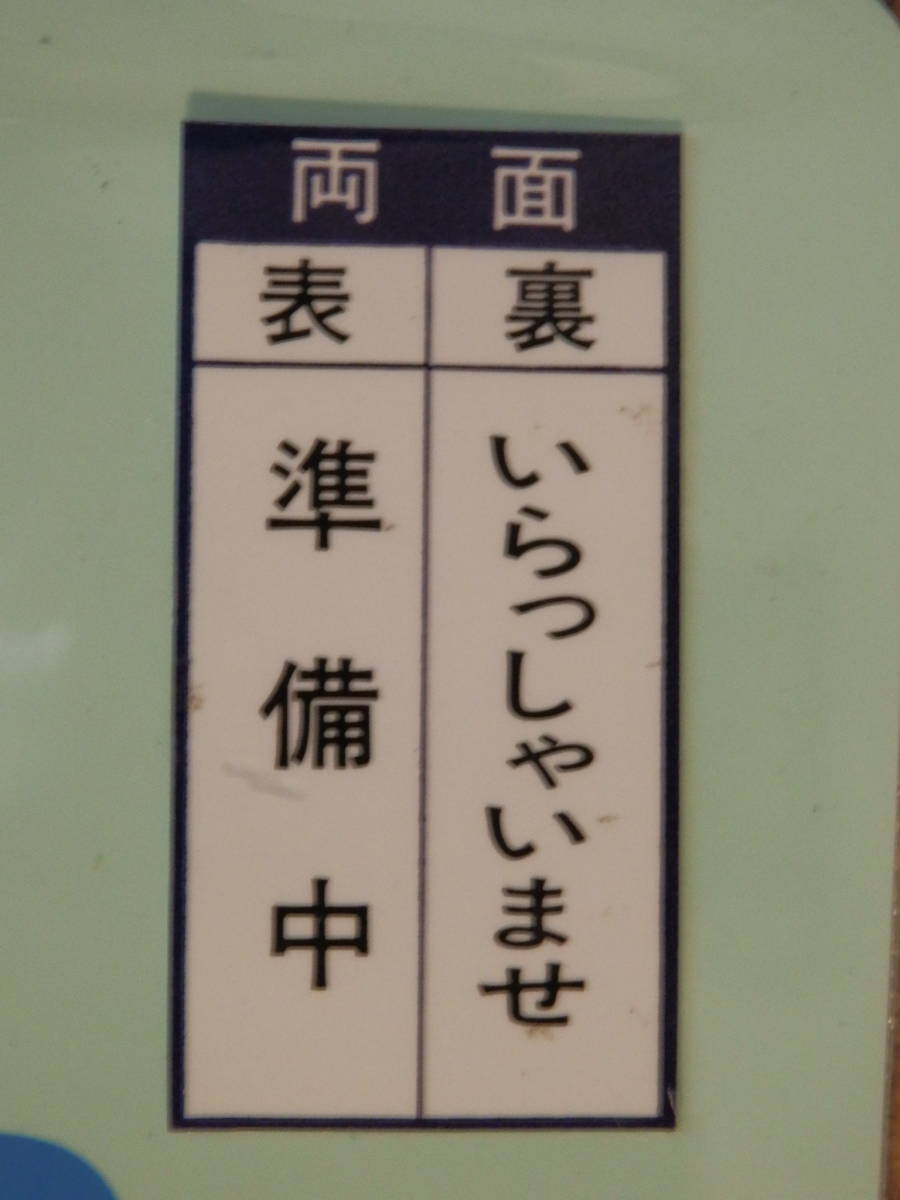 両面
表
準備中
裏
いらっしゃいませ